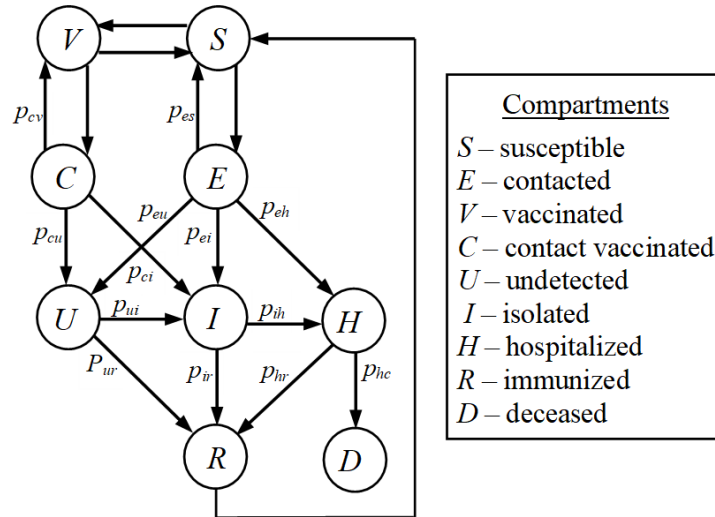 V S
p_cv p_es
C E
p_cu p_eu p_ei p_eh
p_ci
U p_ui I p_ih H
P_ur p_ir p_hr p_hc
R D
Compartments
S – susceptible
E – contacted
V – vaccinated
C – contact vaccinated
U – undetected
I – isolated
H – hospitalized
R – immunized
D – deceased